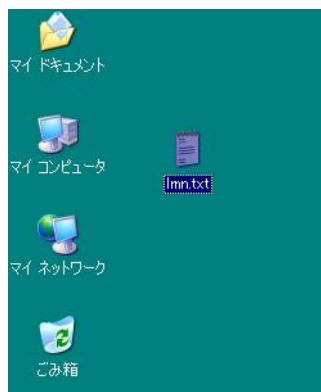 マイ ドキュメント
マイ コンピュータ
lmn.txt
マイ ネットワーク
ごみ箱